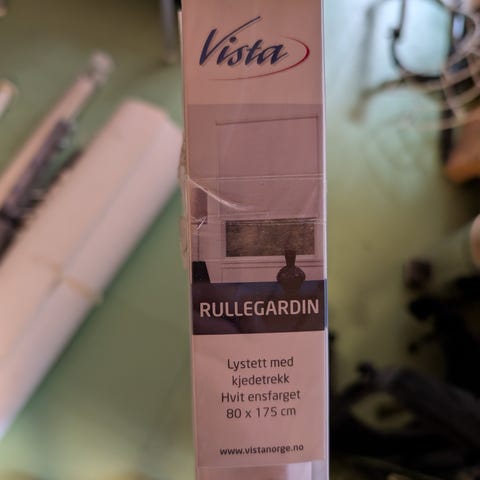 Vista
RULLEGARDIN
Lystett med
kjedetrekk
Hvit ensfarget
80 x 175 cm
www.vistanorge.no